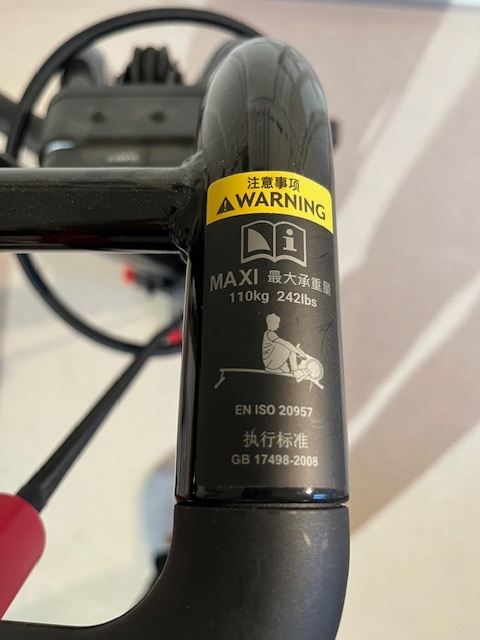 注意事项
WARNING
MAXI 最大承重量
110kg 242lbs
EN ISO 20957
执行标准
GB 17498-2008